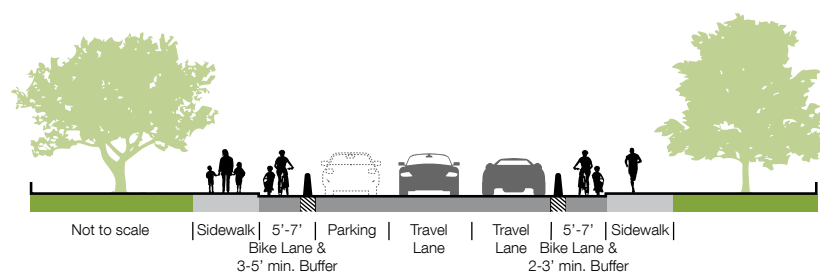 Not to scale
Sidewalk
5'-7'
Bike Lane &
3-5' min. Buffer
Parking
Travel
Lane
Travel
Lane
5'-7'
Bike Lane &
2-3' min. Buffer
Sidewalk